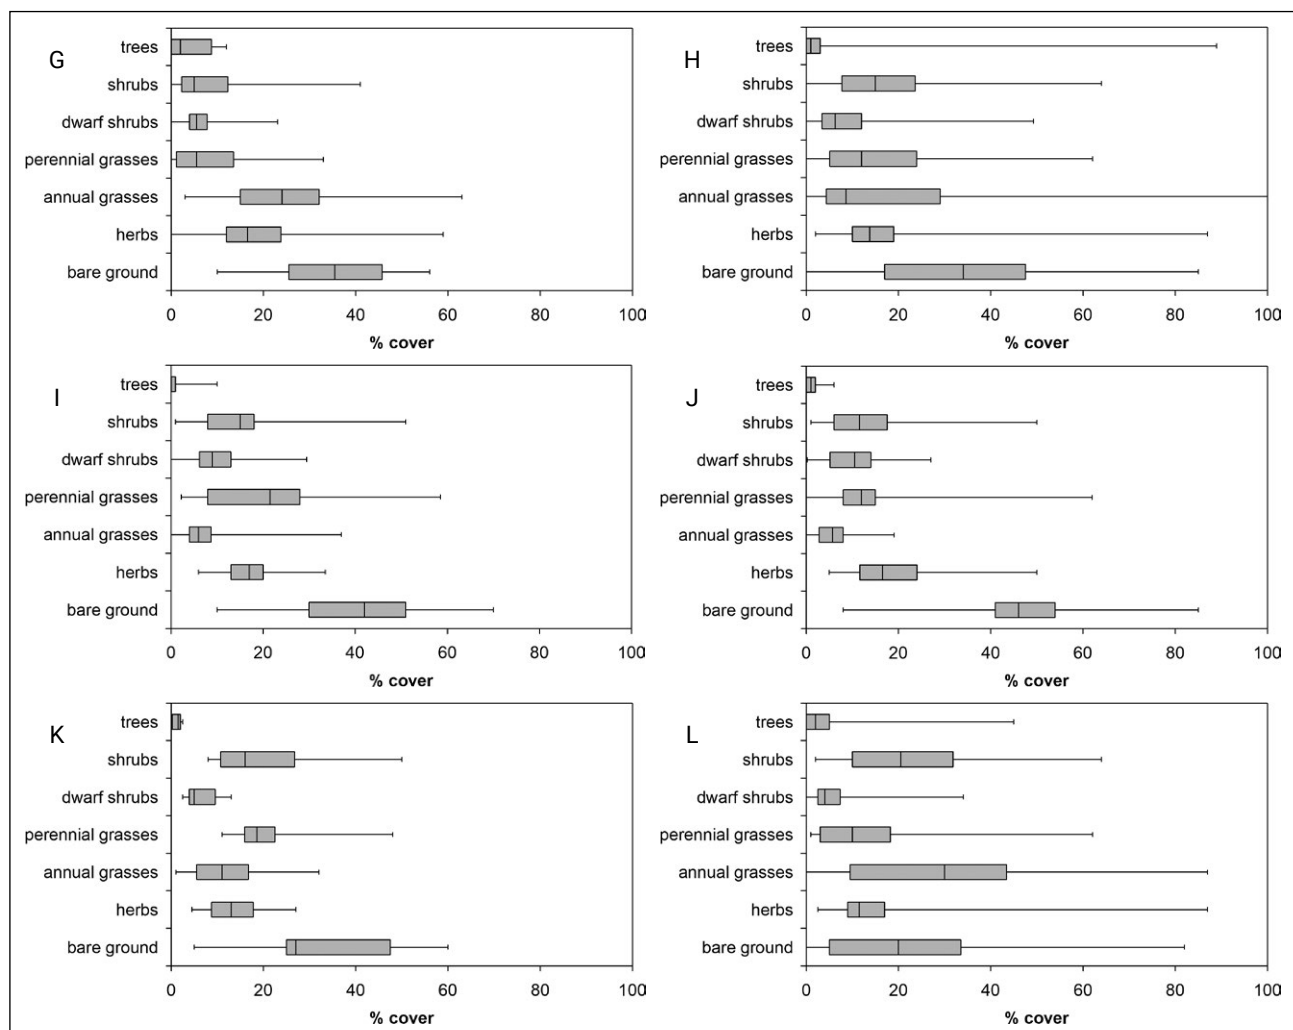 G
trees
shrubs
dwarf shrubs
perennial grasses
annual grasses
herbs
bare ground
0 20 40 60 80 100
% cover
H
trees
shrubs
dwarf shrubs
perennial grasses
annual grasses
herbs
bare ground
0 20 40 60 80 100
% cover
I
trees
shrubs
dwarf shrubs
perennial grasses
annual grasses
herbs
bare ground
0 20 40 60 80 100
% cover
J
trees
shrubs
dwarf shrubs
perennial grasses
annual grasses
herbs
bare ground
0 20 40 60 80 100
% cover
K
trees
shrubs
dwarf shrubs
perennial grasses
annual grasses
herbs
bare ground
0 20 40 60 80 100
% cover
L
trees
shrubs
dwarf shrubs
perennial grasses
annual grasses
herbs
bare ground
0 20 40 60 80 100
% cover